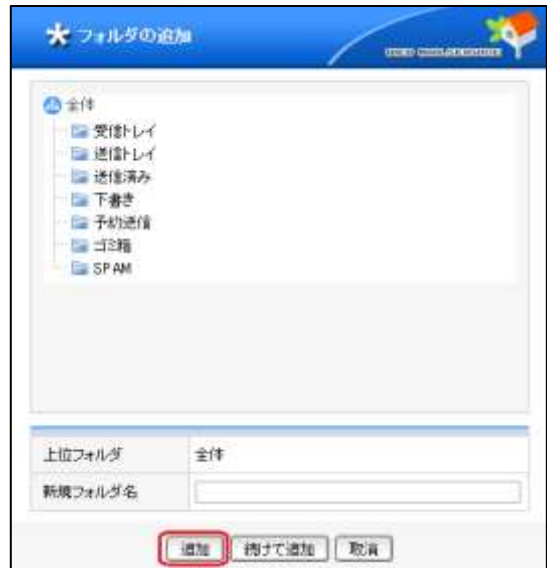 フォルダの追加
全体
受信トレイ
送信トレイ
送信済み
下書き
予約送信
ゴミ箱
SPAM
上位フォルダ 全体
新規フォルダ名
追加 続けて追加 取消